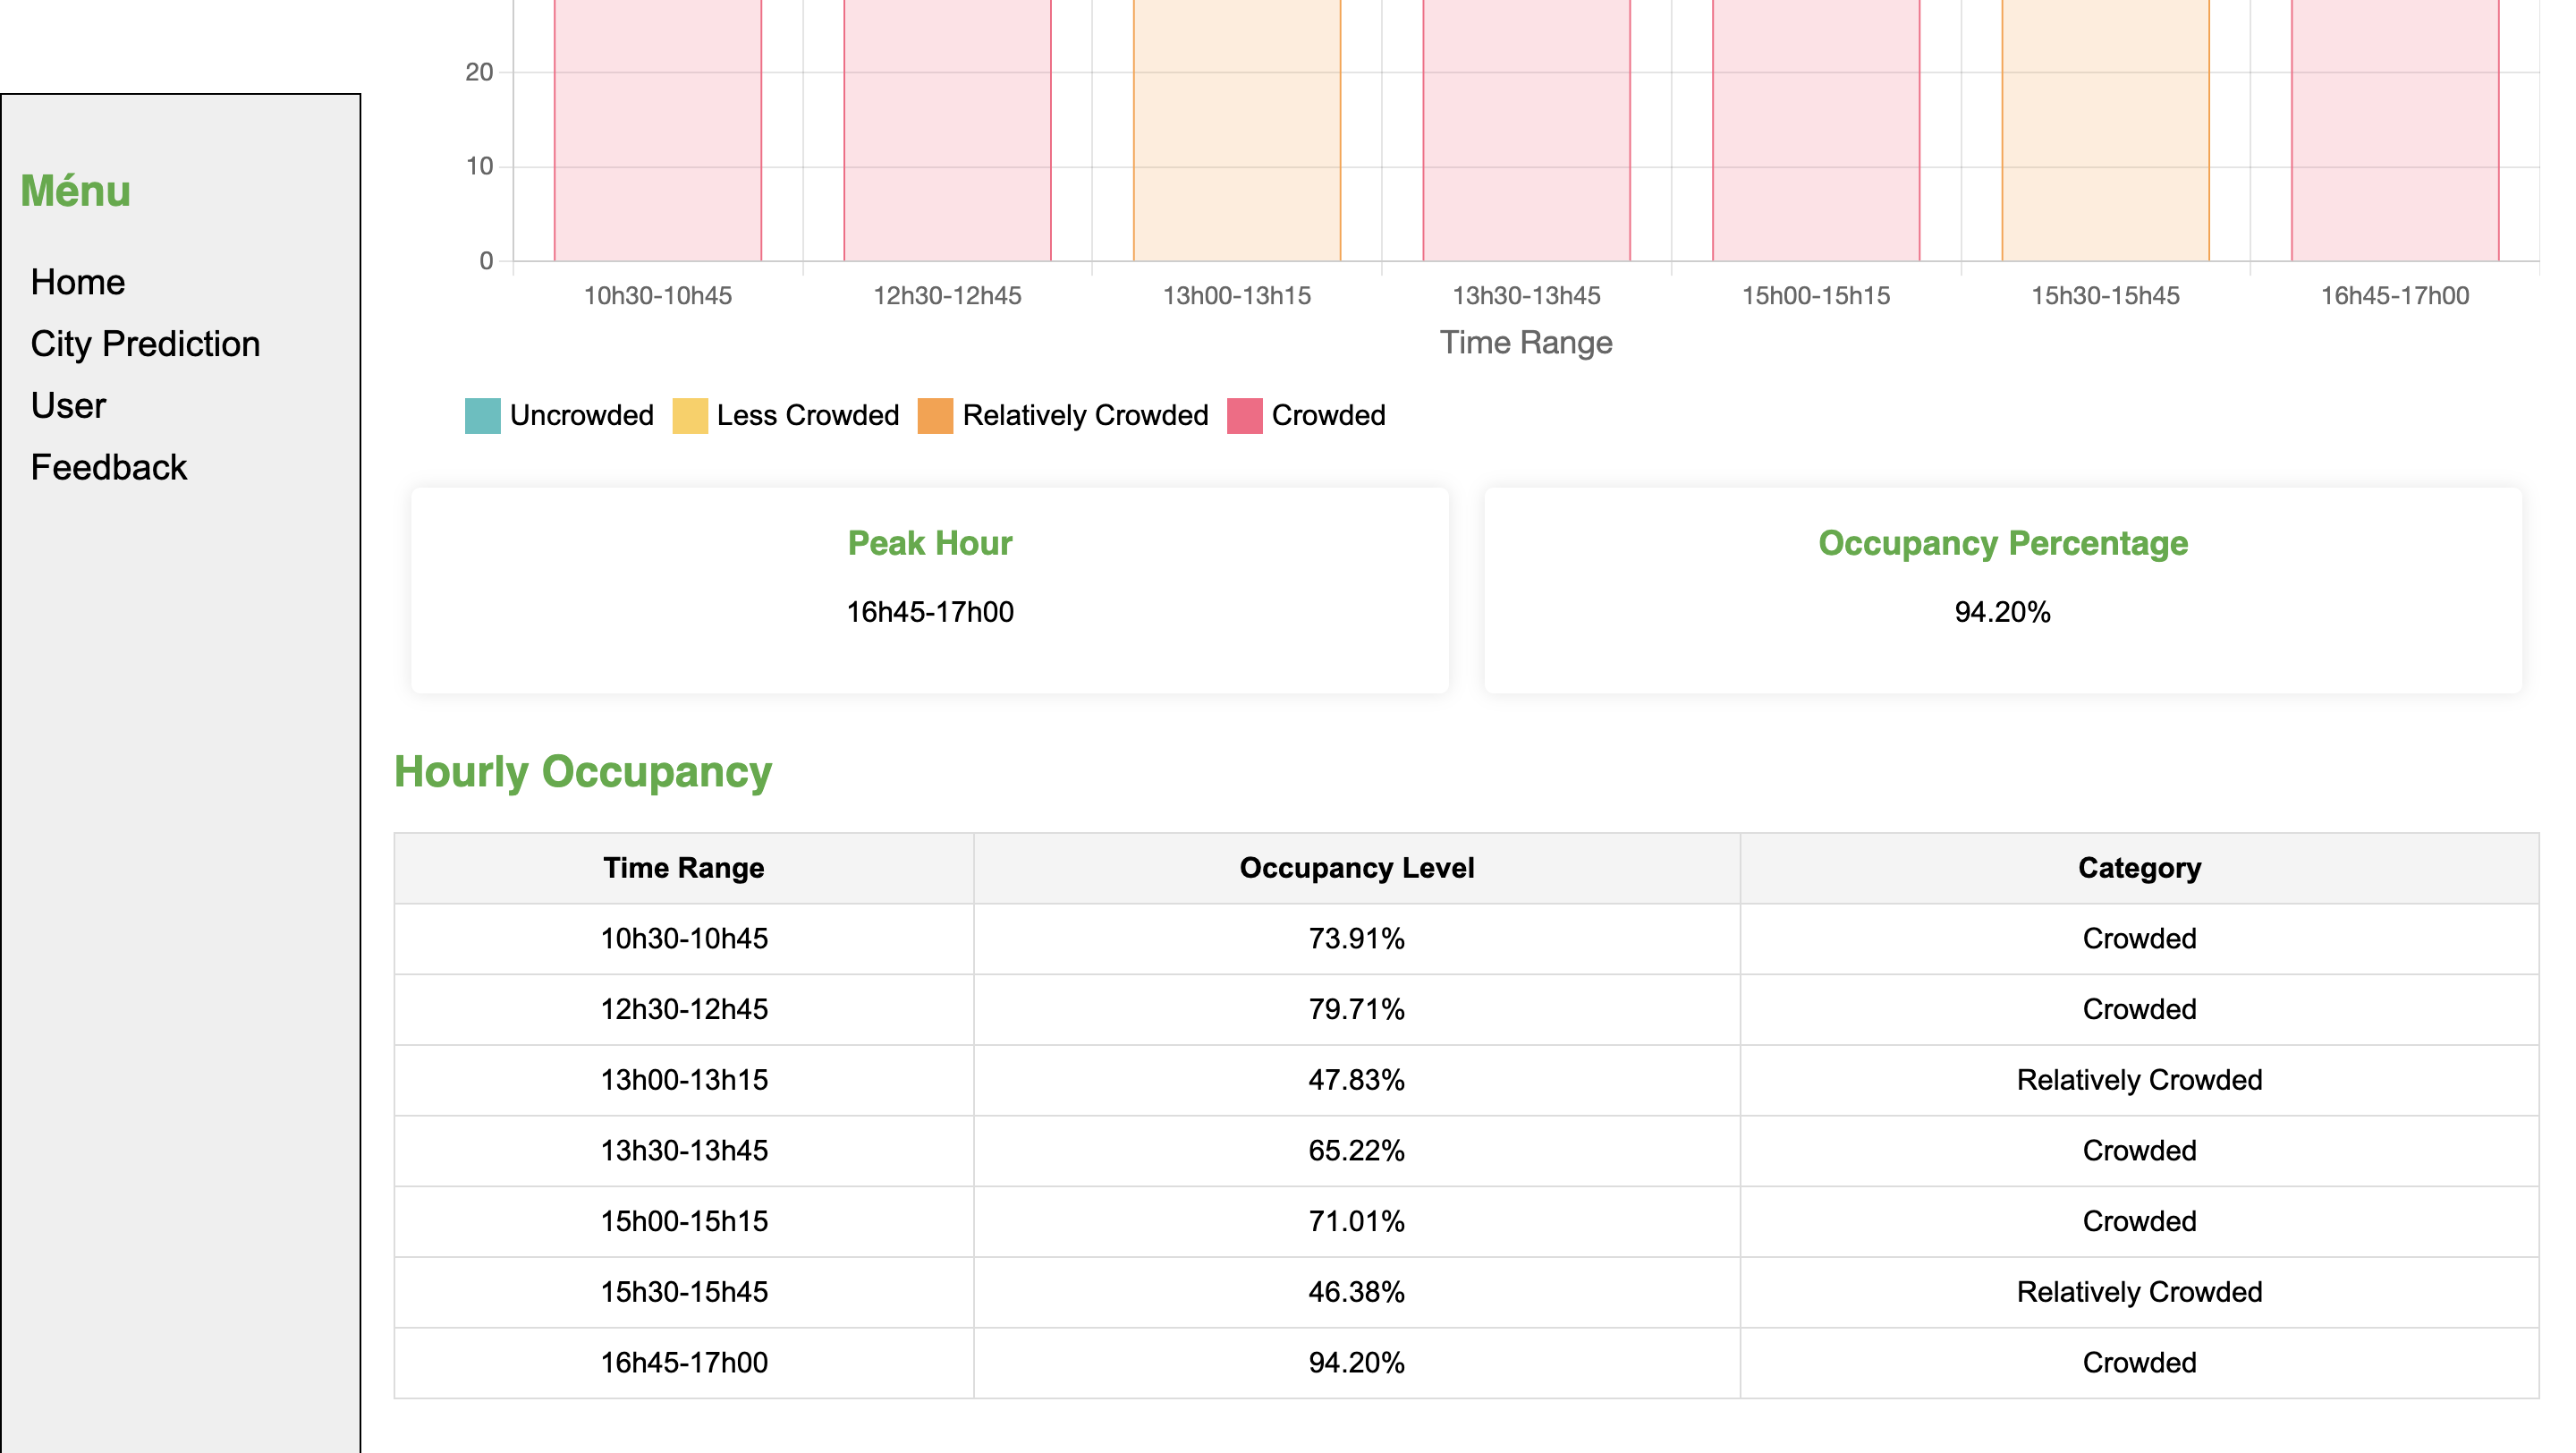 20
10
0
10h30-10h45 12h30-12h45 13h00-13h15 13h30-13h45 15h00-15h15 15h30-15h45 16h45-17h00
Time Range
Uncrowded Less Crowded Relatively Crowded Crowded
Ménu
Home
City Prediction
User
Feedback
Peak Hour
16h45-17h00
Occupancy Percentage
94.20%
Hourly Occupancy
Time Range Occupancy Level Category
10h30-10h45 73.91% Crowded
12h30-12h45 79.71% Crowded
13h00-13h15 47.83% Relatively Crowded
13h30-13h45 65.22% Crowded
15h00-15h15 71.01% Crowded
15h30-15h45 46.38% Relatively Crowded
16h45-17h00 94.20% Crowded